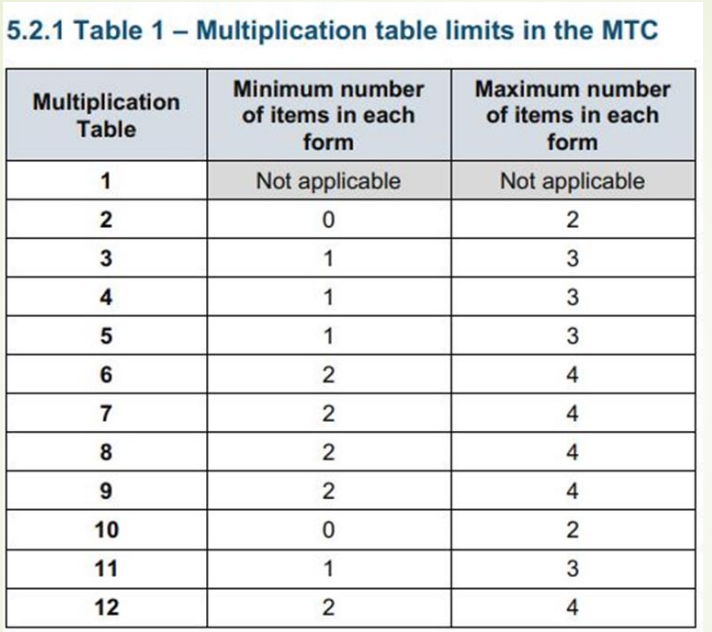 5.2.1 Table 1 – Multiplication table limits in the MTC
Multiplication
Table
Minimum number
of items in each
form
Maximum number
of items in each
form
1 Not applicable Not applicable
2 0 2
3 1 3
4 1 3
5 1 3
6 2 4
7 2 4
8 2 4
9 2 4
10 0 2
11 1 3
12 2 4